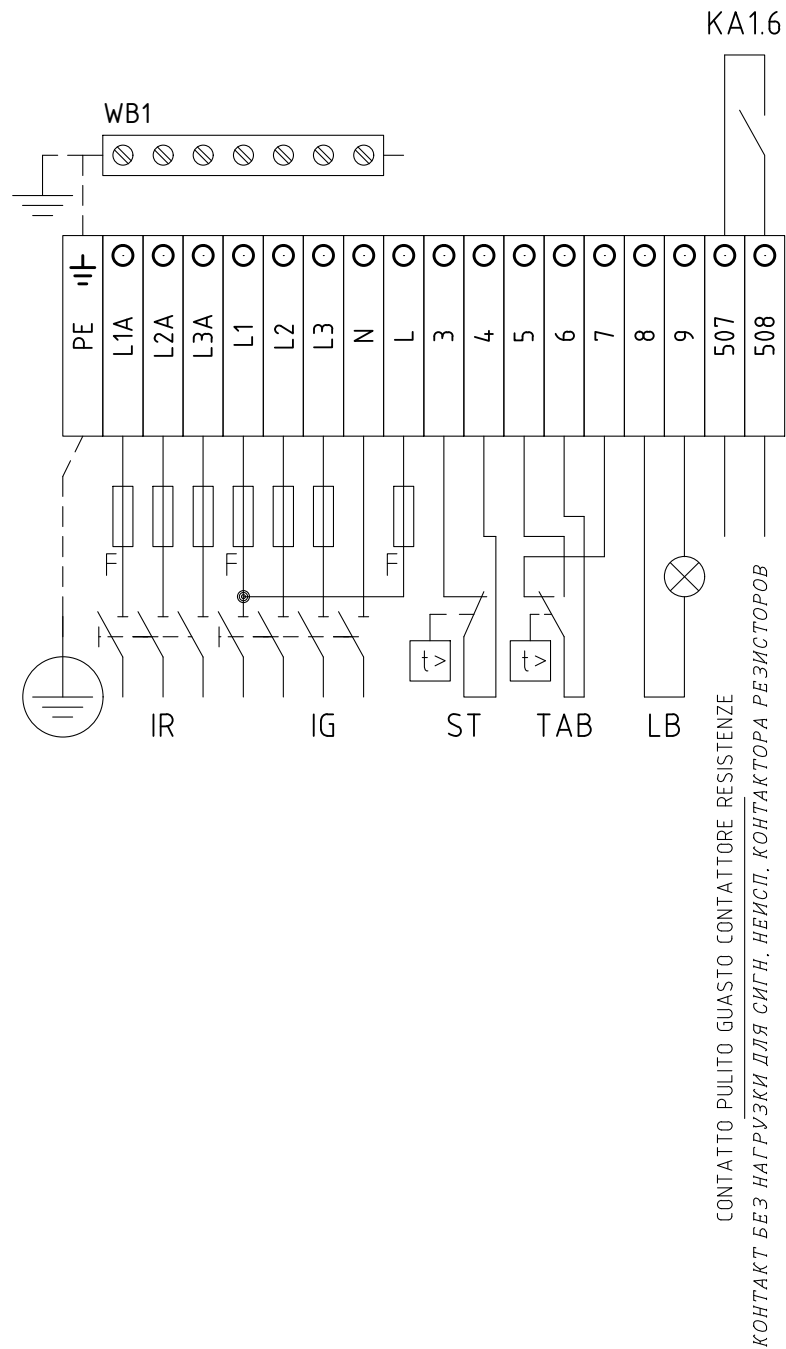 KA1.6
WB1
PE
L1A
L2A
L3A
L1
L2
L3
N
L
3
4
5
6
7
8
9
507
508
F
F
F
t>
t>
IR
IG
ST
TAB
LB
CONTATTO PULITO GUASTO CONTATTORE RESISTENZE
КОНТАКТ БЕЗ НАГРУЗКИ ДЛЯ СИГН. НЕИСП. КОНТАКТОРА РЕЗИСТОРОВ